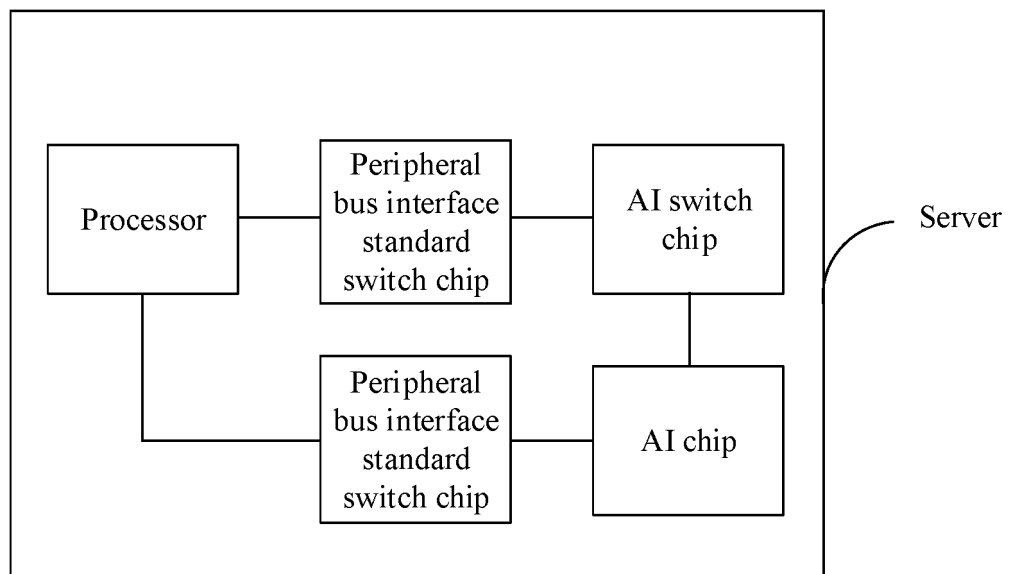 Processor
Peripheral
bus interface
standard
switch chip
AI switch
chip
Server
Peripheral
bus interface
standard
switch chip
AI chip